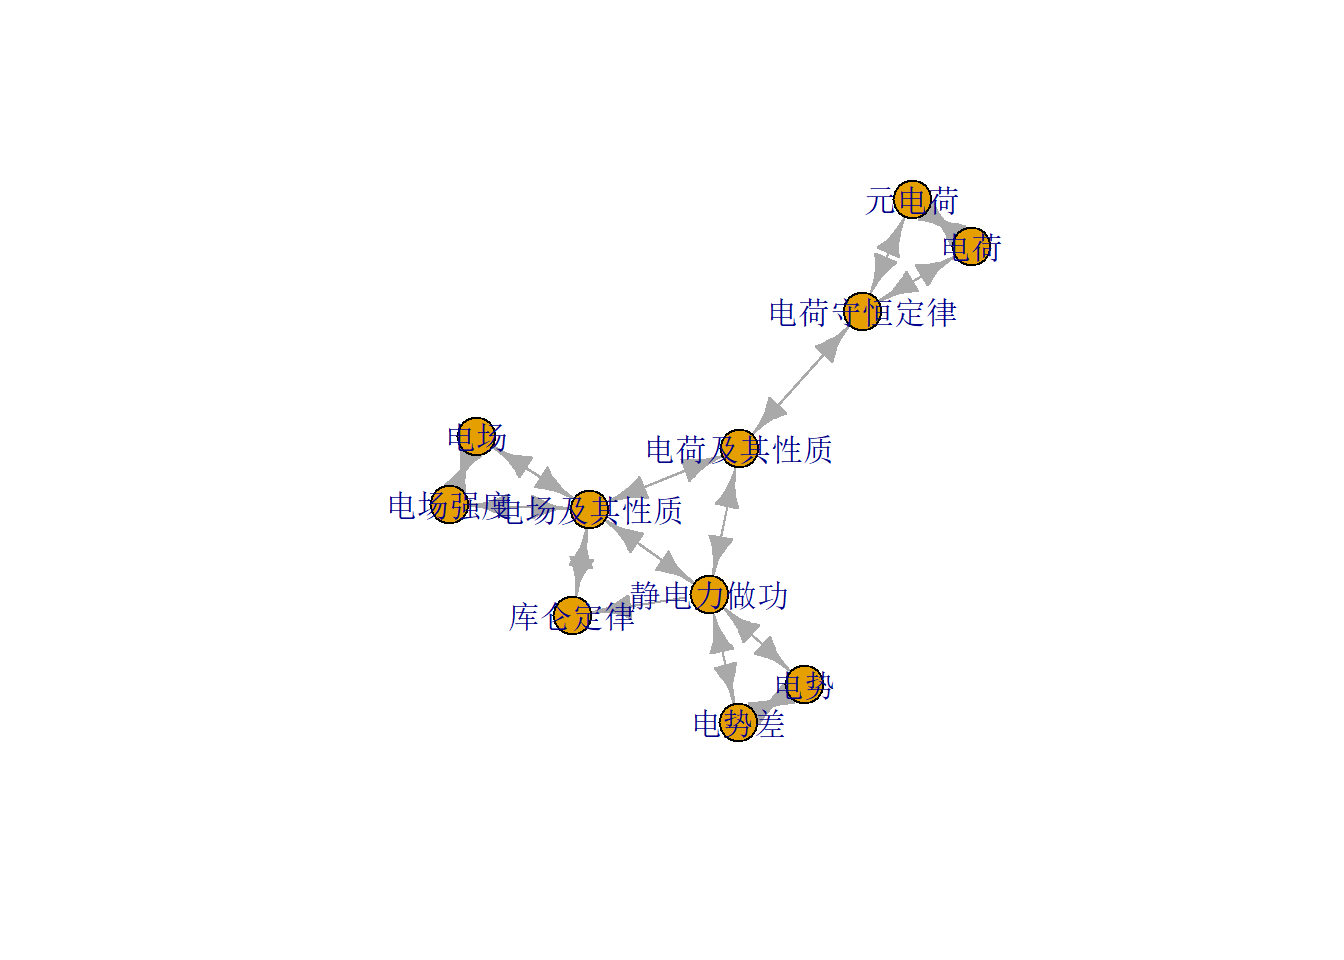 元电荷
电荷
电荷守恒定律
电场
电荷及其性质
电场强度
电场及其性质
静电力做功
库仑定律
电势
电势差